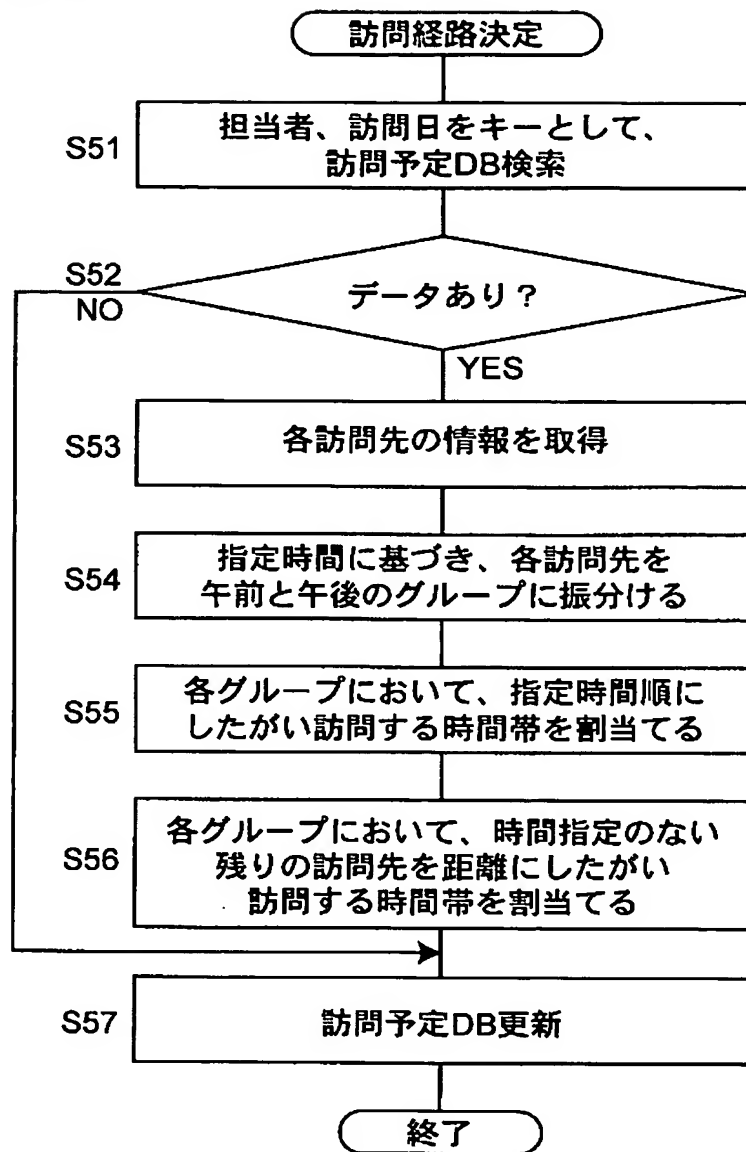 訪問経路決定
S51
担当者、訪問日をキーとして、
訪問予定DB検索
S52
NO
データあり？
YES
S53
各訪問先の情報を取得
S54
指定時間に基づき、各訪問先を
午前と午後のグループに振分ける
S55
各グループにおいて、指定時間順に
したがい訪問する時間帯を割当てる
S56
各グループにおいて、時間指定のない
残りの訪問先を距離にしたがい
訪問する時間帯を割当てる
S57
訪問予定DB更新
終了